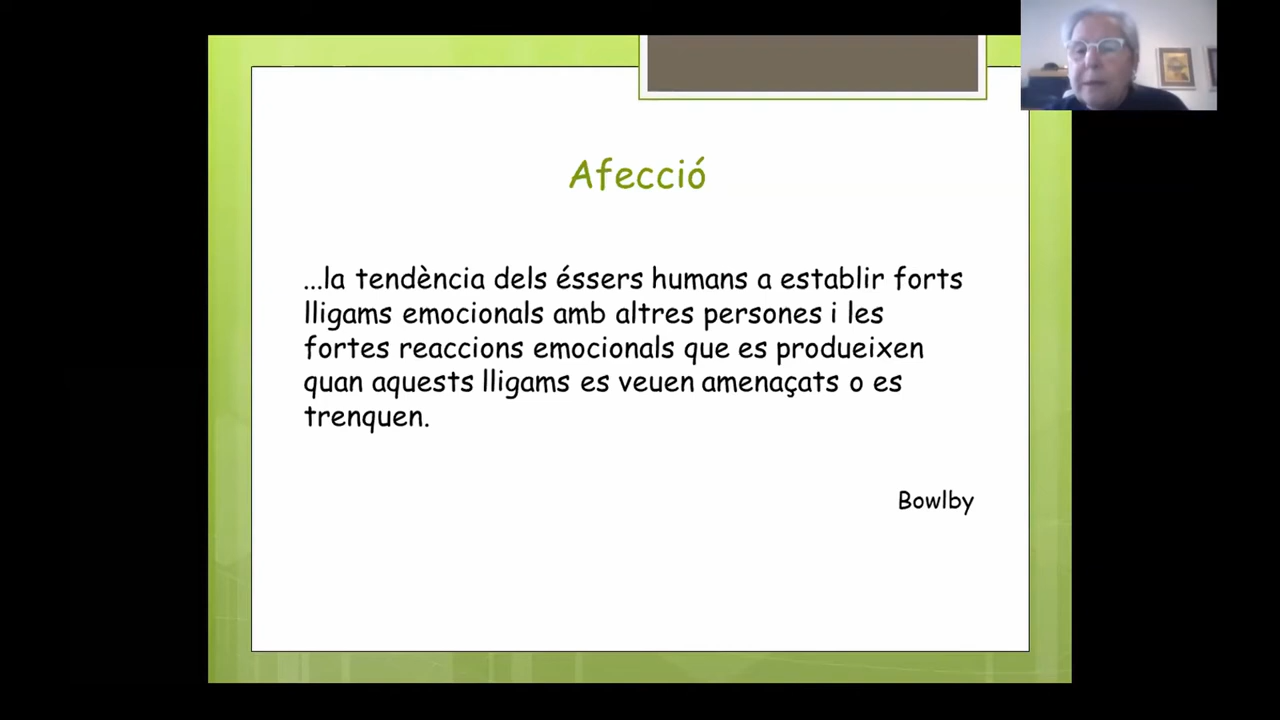 Afecció
...la tendència dels éssers humans a establir forts
lligams emocionals amb altres persones i les
fortes reaccions emocionals que es produeixen
quan aquests lligams es veuen amenaçats o es
trenquen.
Bowlby